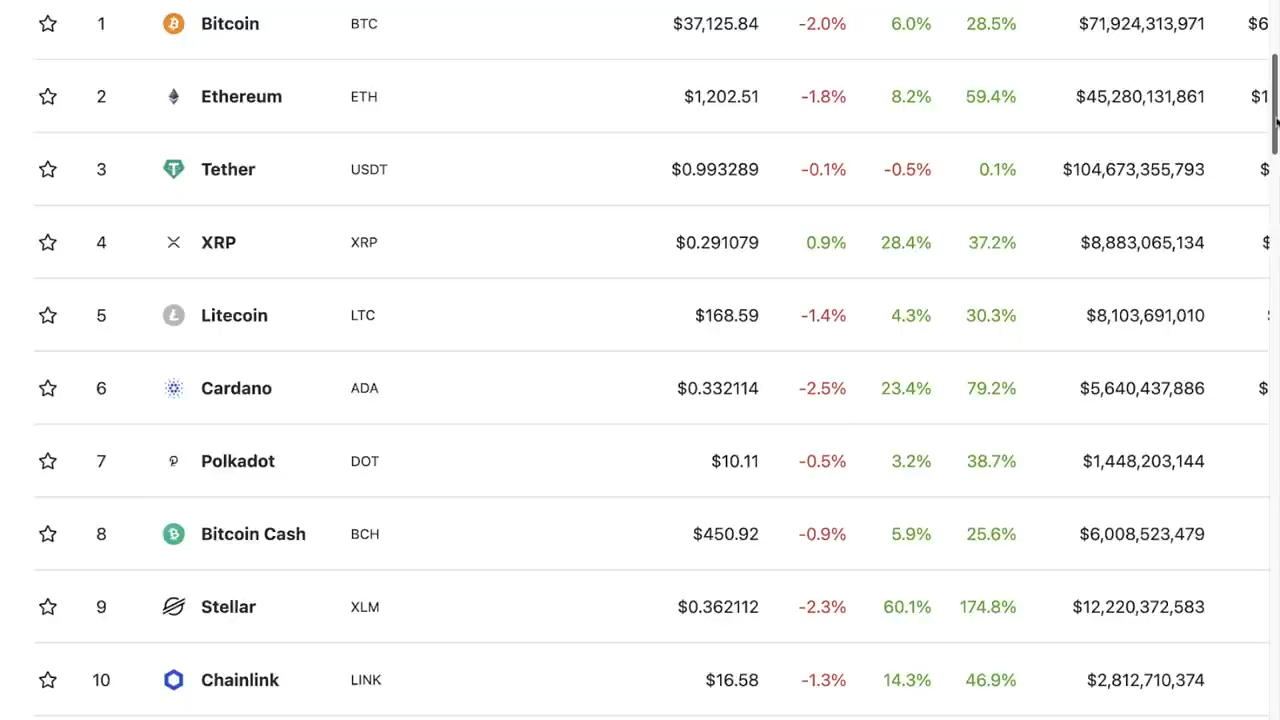 1 Bitcoin BTC $37,125.84 -2.0% 6.0% 28.5% $71,924,313,971 $6
2 Ethereum ETH $1,202.51 -1.8% 8.2% 59.4% $45,280,131,861 $1
3 Tether USDT $0.993289 -0.1% -0.5% 0.1% $104,673,355,793 $
4 XRP XRP $0.291079 0.9% 28.4% 37.2% $8,883,065,134 $
5 Litecoin LTC $168.59 -1.4% 4.3% 30.3% $8,103,691,010
6 Cardano ADA $0.332114 -2.5% 23.4% 79.2% $5,640,437,886 $
7 Polkadot DOT $10.11 -0.5% 3.2% 38.7% $1,448,203,144
8 Bitcoin Cash BCH $450.92 -0.9% 5.9% 25.6% $6,008,523,479
9 Stellar XLM $0.362112 -2.3% 60.1% 174.8% $12,220,372,583
10 Chainlink LINK $16.58 -1.3% 14.3% 46.9% $2,812,710,374